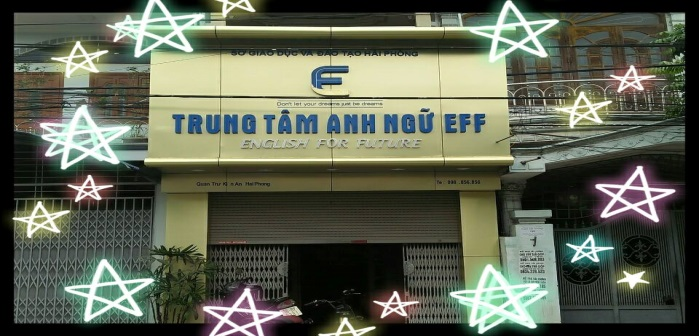 SỞ GIÁO DỤC VÀ ĐÀO TẠO HẢI PHÒNG
Don't let your dreams just be dreams
TRUNG TÂM ANH NGỮ EFF
ENGLISH FOR FUTURE
Hải Phòng